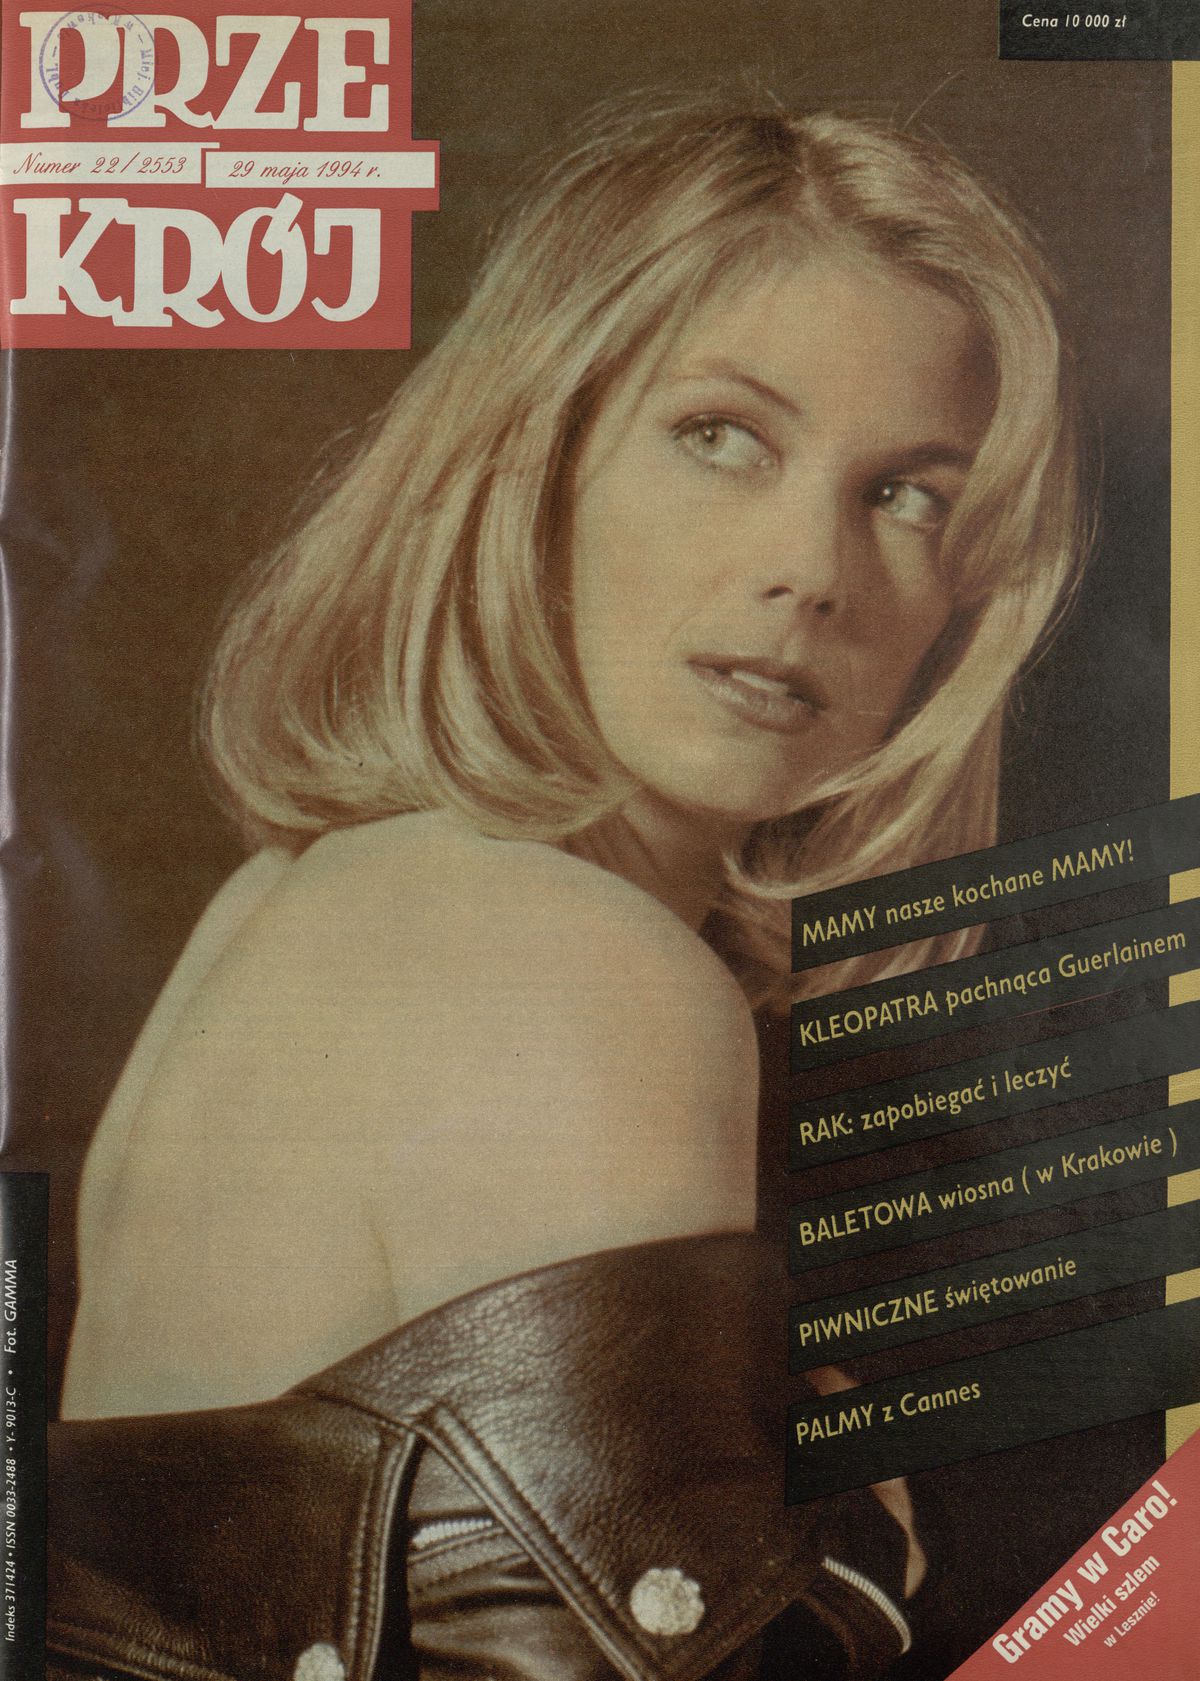 PRZE
Numer 22/2553
29 maja 1994 r.
KRÓJ
Cena 10 000 zł
MAMY nasze kochane MAMY!
KLEOPATRA pachnąca Guerlainem
RAK: zapobiegać i leczyć
BALETOWA wiosna ( w Krakowie )
PIWNICZNE świętowanie
PALMY z Cannes
Gramy w Caro!
Wielki szlem
w Lesznie!
Indeks 371424 • ISSN 0033-2488 • Y- 9013-C • Fot. GAMMA